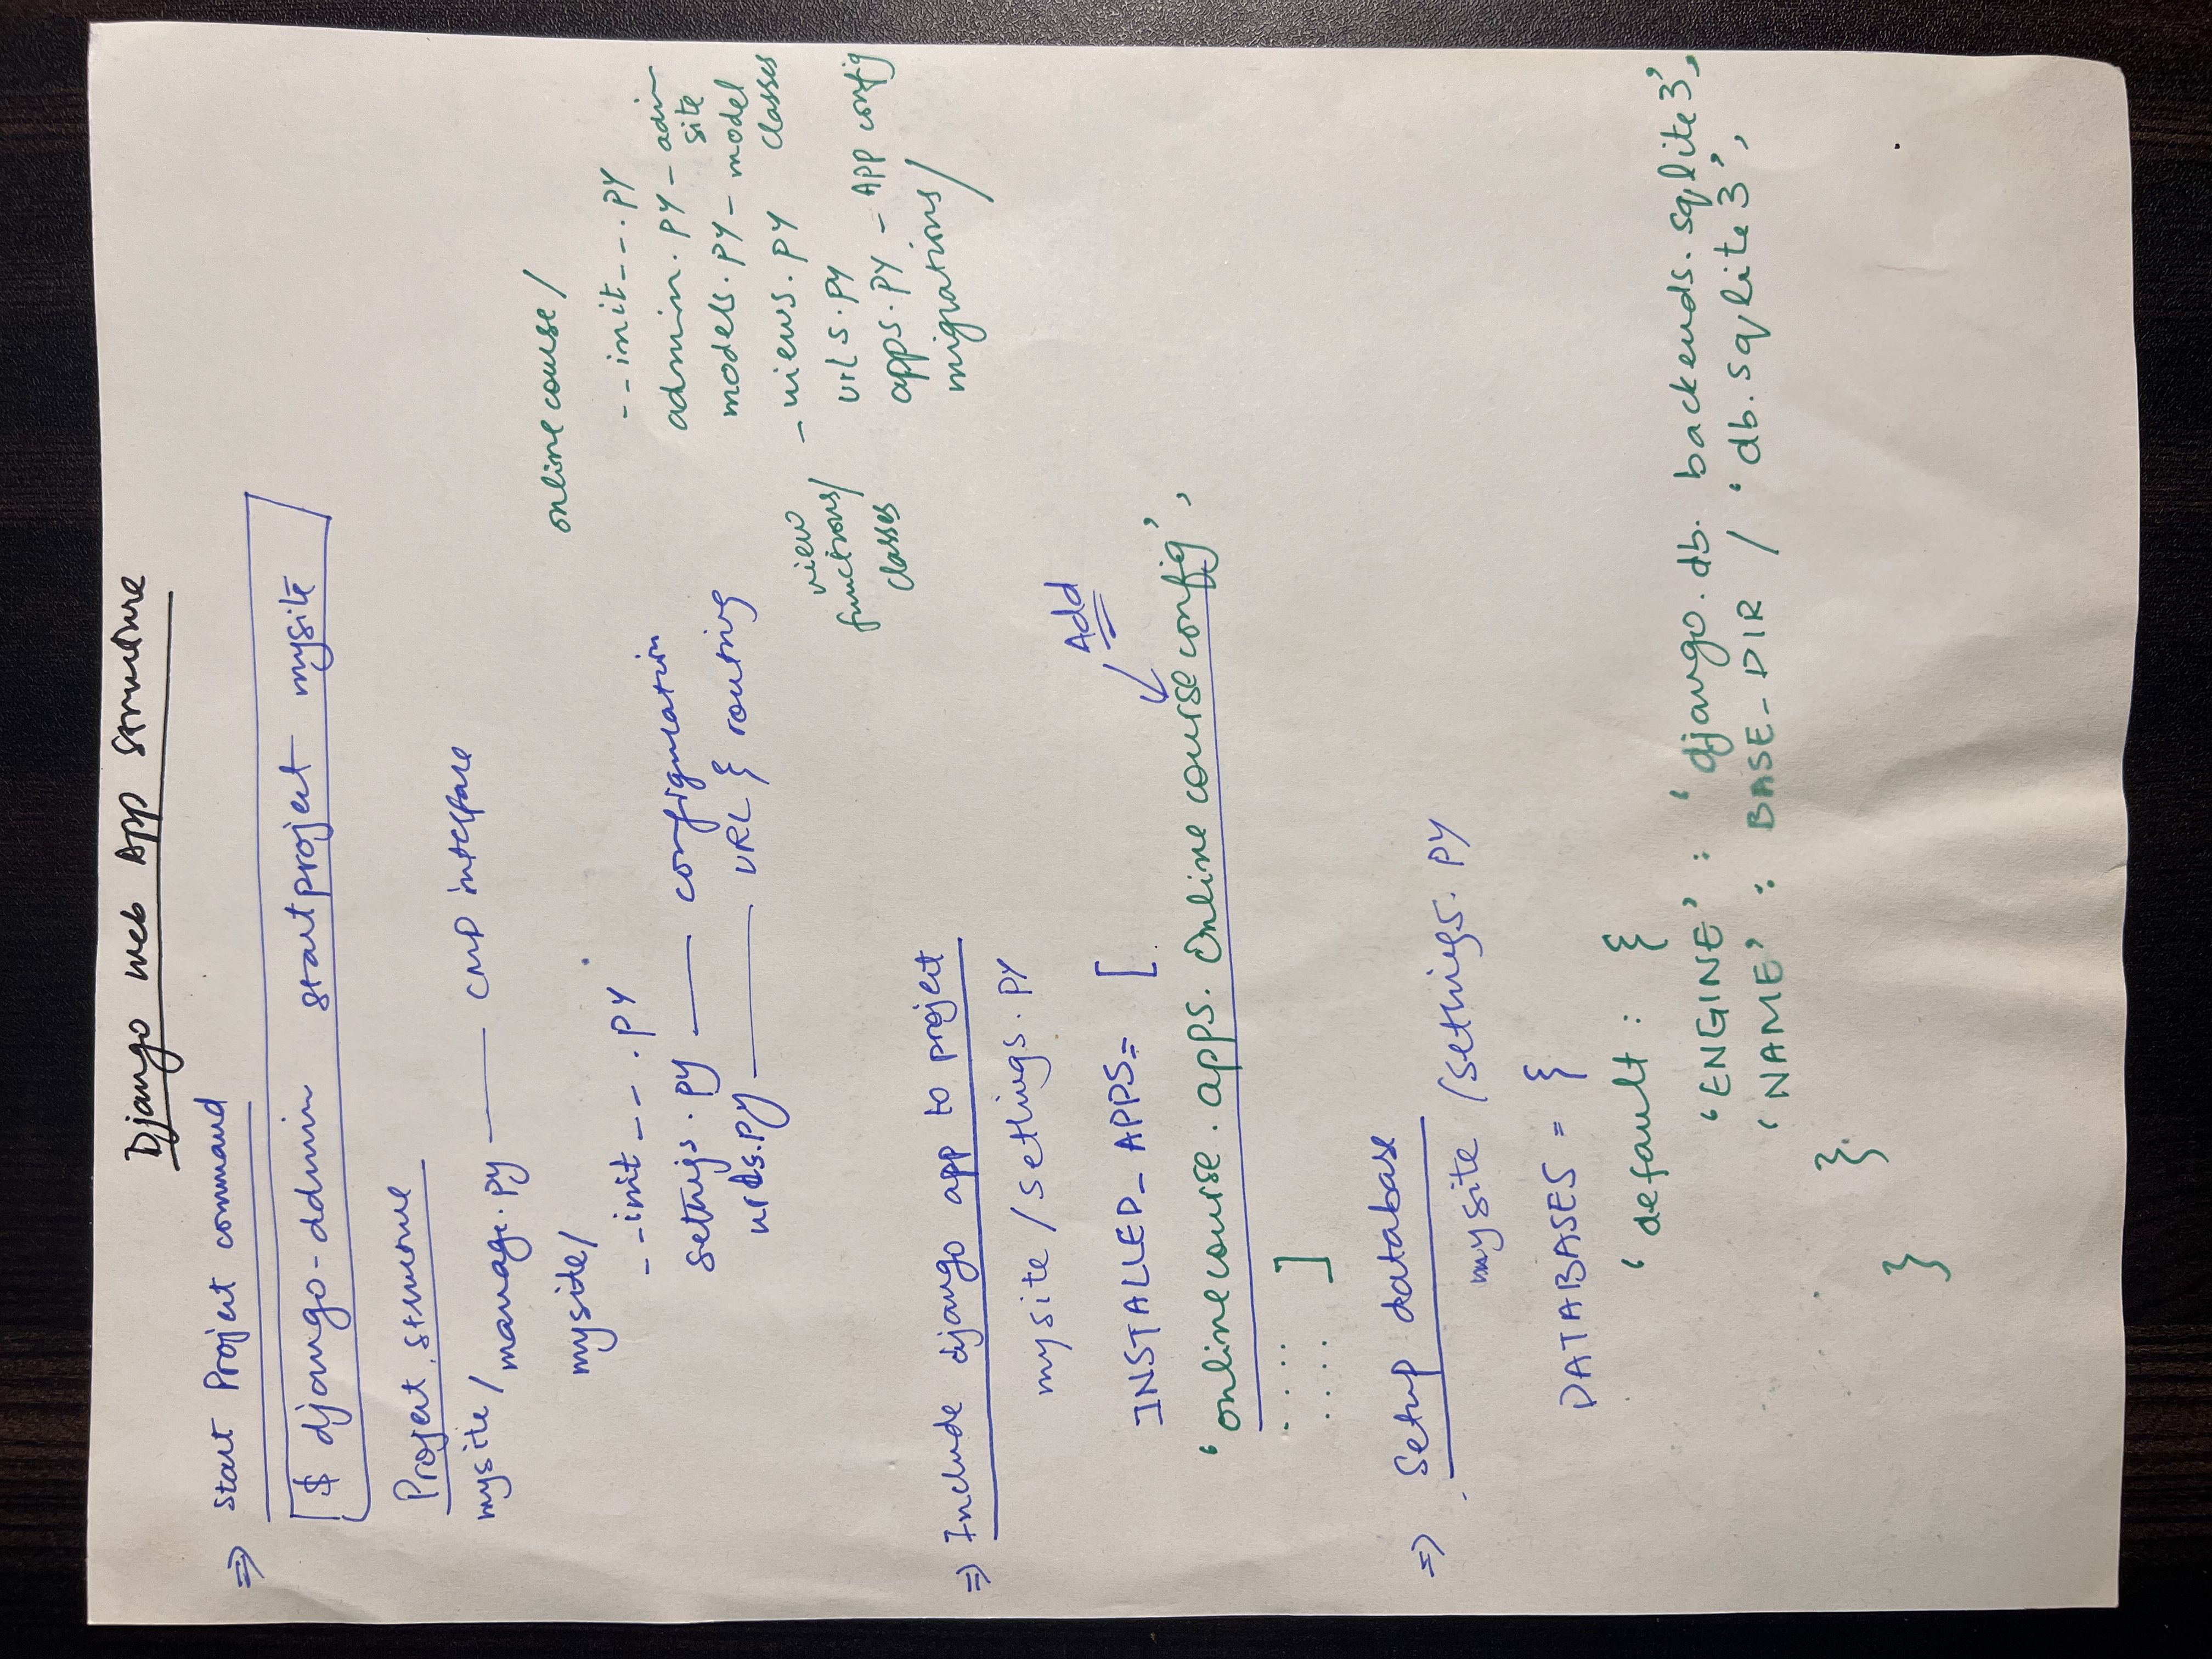 Django web App structure
⇒ start Project command
$ django-admin startproject mysite
Project structure
mysite/
manage.py —— CMD interface
mysite/
__init__.py
settings.py —— configuration
urls.py —— URL } routing
onlinecourse/
__init__.py
admin.py – admin site
models.py – model classes
– views.py
view functions/ classes
urls.py
apps.py – App config
migrations/
⇒ Include django app to project
mysite/settings.py
INSTALLED_APPS= [
Add
'onlinecourse.apps.Onlinecourseconfig',
. . . .
. . . . ]
⇒ Setup database
mysite/settings.py
DATABASES = {
'default : {
'ENGINE' : 'django.db.backends.sqlite3',
'NAME' : BASE_DIR / 'db.sqlite3',
}
}